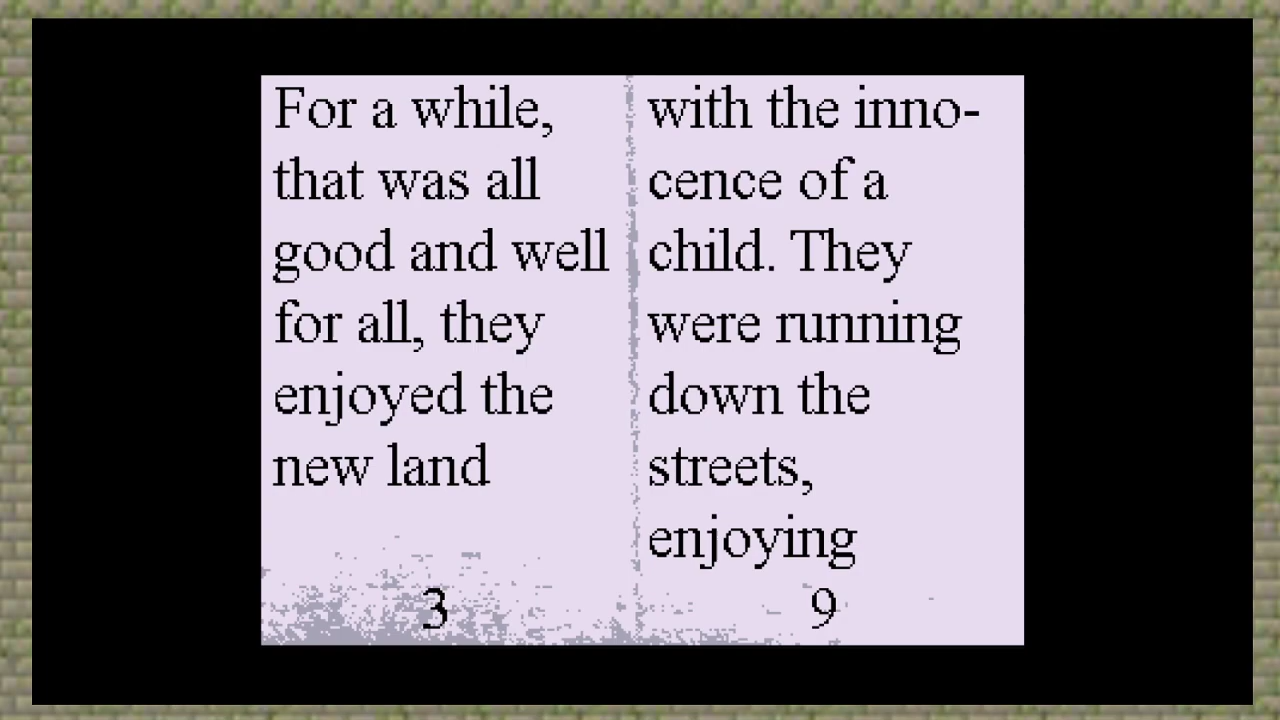 For a while,
that was all
good and well
for all, they
enjoyed the
new land
3
with the inno-
cence of a
child. They
were running
down the
streets,
enjoying
9